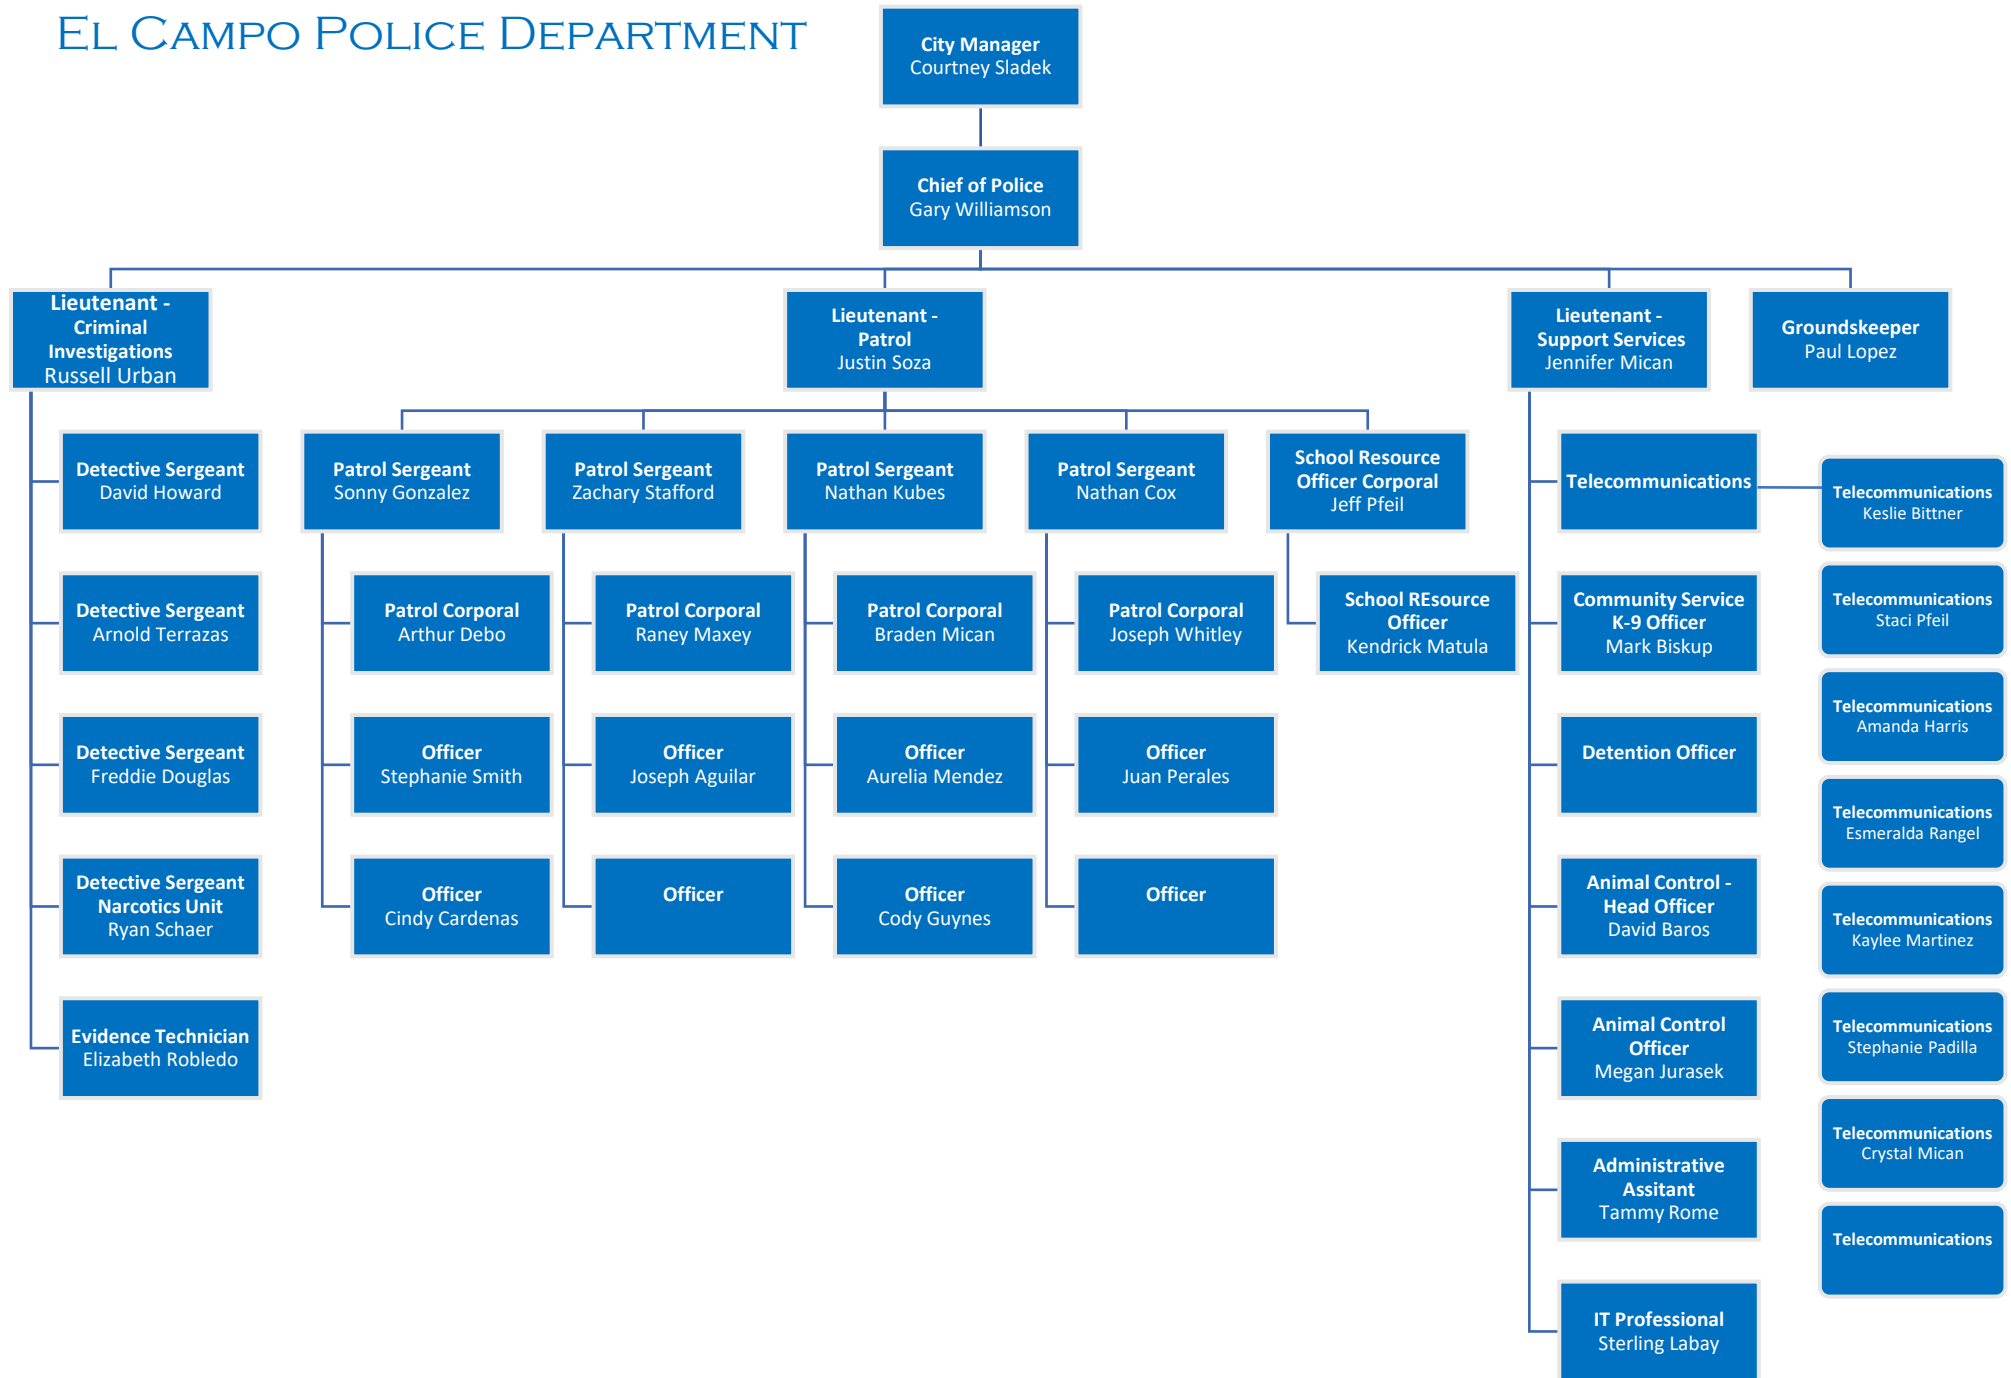 EL CAMPO POLICE DEPARTMENT
City Manager
Courtney Sladek
Chief of Police
Gary Williamson
Lieutenant -
Criminal
Investigations
Russell Urban
Lieutenant -
Patrol
Justin Soza
Lieutenant -
Support Services
Jennifer Mican
Groundskeeper
Paul Lopez
Detective Sergeant
David Howard
Detective Sergeant
Arnold Terrazas
Detective Sergeant
Freddie Douglas
Detective Sergeant
Narcotics Unit
Ryan Schaer
Evidence Technician
Elizabeth Robledo
Patrol Sergeant
Sonny Gonzalez
Patrol Corporal
Arthur Debo
Officer
Stephanie Smith
Officer
Cindy Cardenas
Patrol Sergeant
Zachary Stafford
Patrol Corporal
Raney Maxey
Officer
Joseph Aguilar
Officer
Patrol Sergeant
Nathan Kubes
Patrol Corporal
Braden Mican
Officer
Aurelia Mendez
Officer
Cody Guynes
Patrol Sergeant
Nathan Cox
Patrol Corporal
Joseph Whitley
Officer
Juan Perales
Officer
School Resource
Officer Corporal
Jeff Pfeil
School REsource
Officer
Kendrick Matula
Telecommunications
Community Service
K-9 Officer
Mark Biskup
Detention Officer
Animal Control -
Head Officer
David Baros
Animal Control
Officer
Megan Jurasek
Administrative
Assitant
Tammy Rome
IT Professional
Sterling Labay
Telecommunications
Keslie Bittner
Telecommunications
Staci Pfeil
Telecommunications
Amanda Harris
Telecommunications
Esmeralda Rangel
Telecommunications
Kaylee Martinez
Telecommunications
Stephanie Padilla
Telecommunications
Crystal Mican
Telecommunications